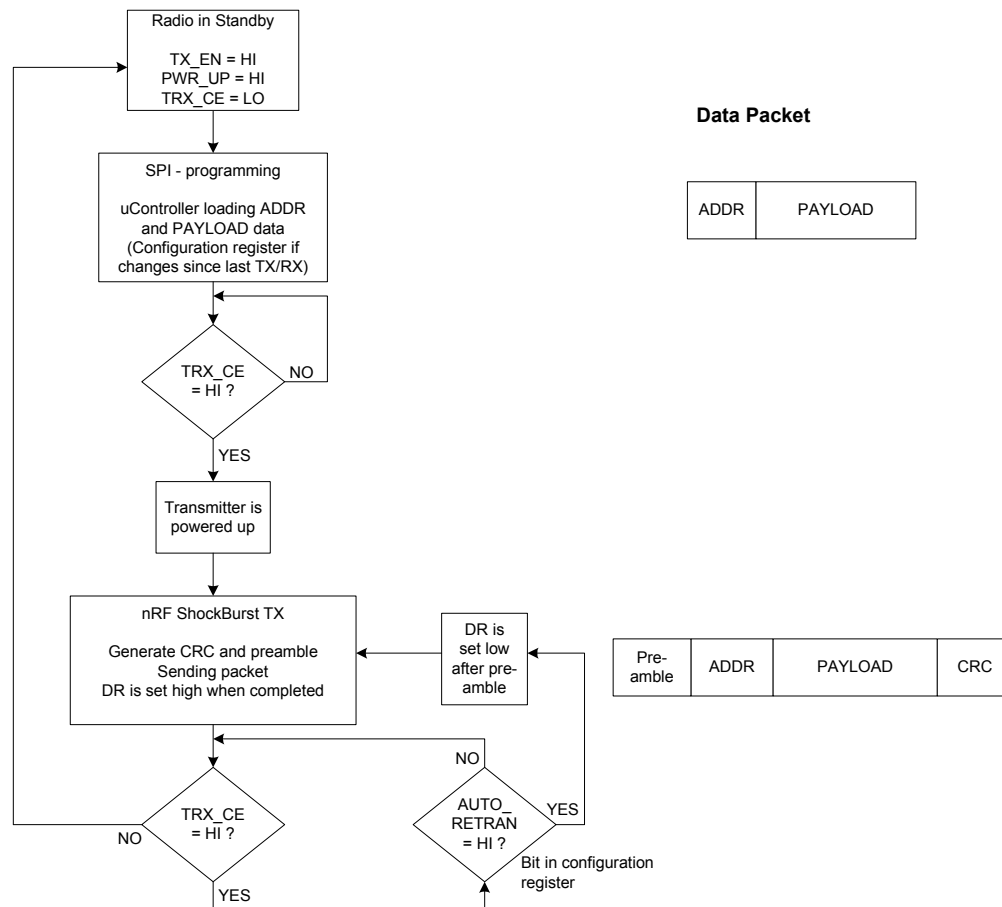 Radio in Standby
TX_EN = HI
PWR_UP = HI
TRX_CE = LO
Data Packet
SPI - programming
uController loading ADDR
and PAYLOAD data
(Configuration register if
changes since last TX/RX)
ADDR
PAYLOAD
TRX_CE
= HI ?
NO
YES
Transmitter is
powered up
nRF ShockBurst TX
Generate CRC and preamble
Sending packet
DR is set high when completed
DR is
set low
after pre-
amble
Pre-
amble
ADDR
PAYLOAD
CRC
NO
TRX_CE
= HI ?
NO
YES
AUTO_
RETRAN
= HI ?
YES
Bit in configuration
register